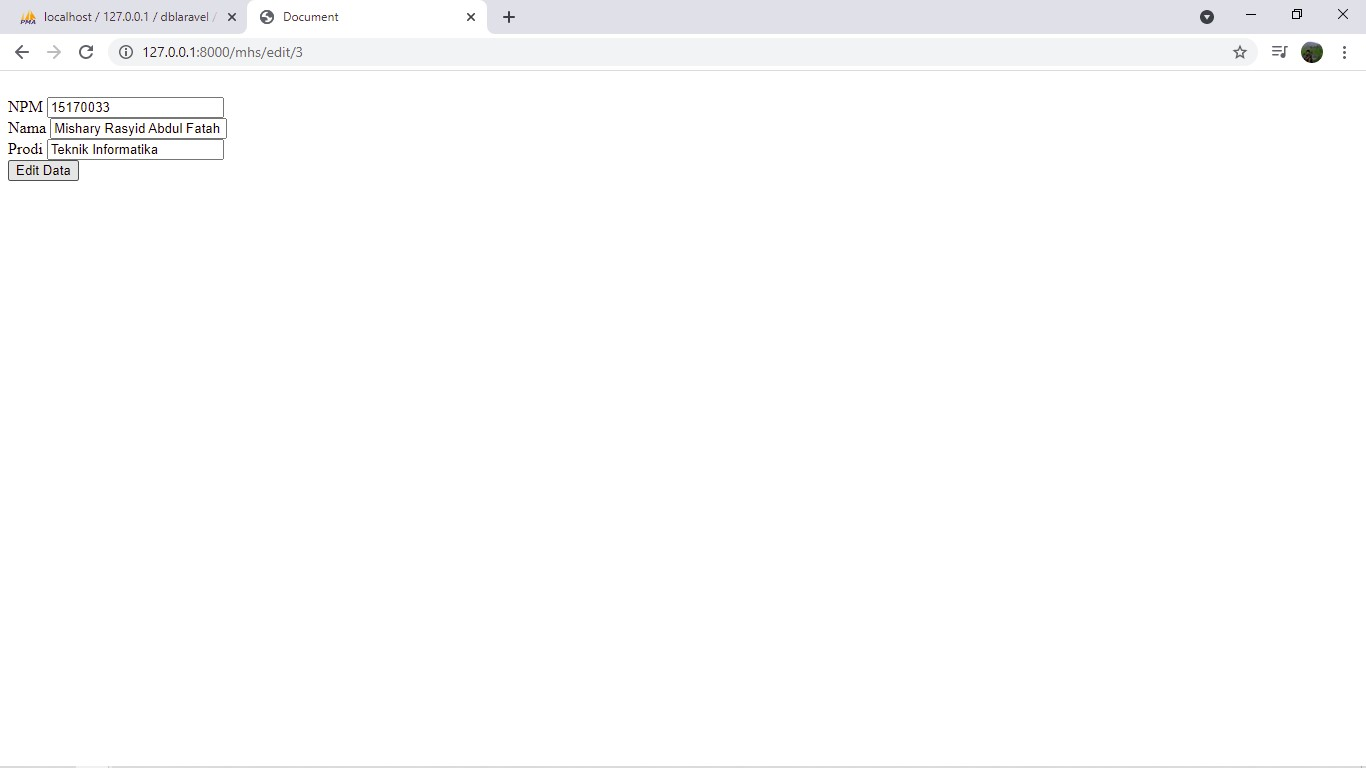 localhost / 127.0.0.1 / dblaravel /
Document
127.0.0.1:8000/mhs/edit/3
NPM 15170033
Nama Mishary Rasyid Abdul Fatah
Prodi Teknik Informatika
Edit Data